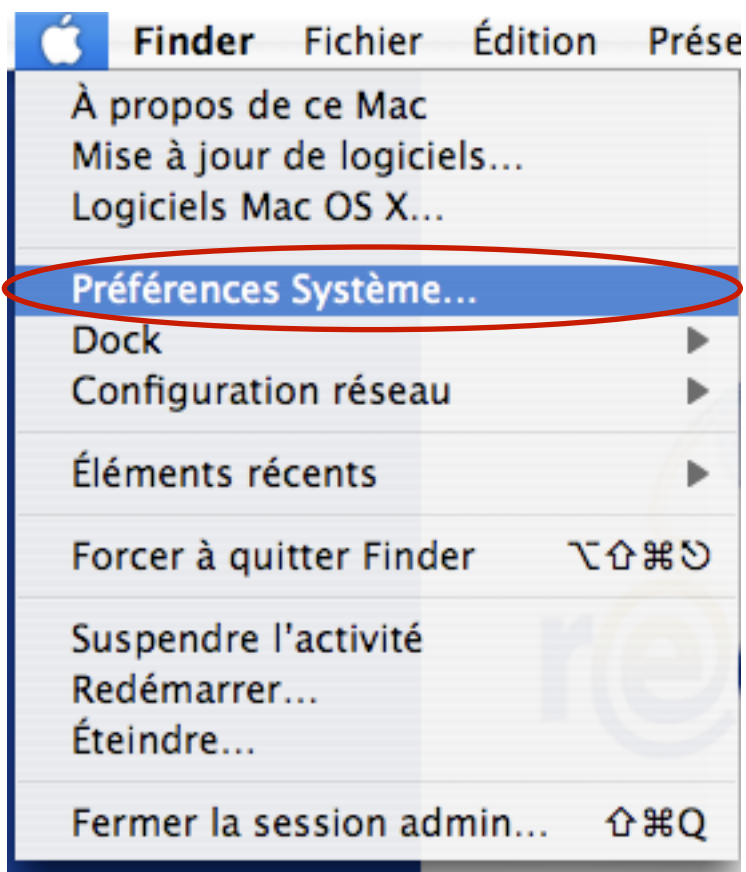 Finder Fichier Édition Prése
À propos de ce Mac
Mise à jour de logiciels...
Logiciels Mac OS X...
Préférences Système...
Dock
Configuration réseau
Éléments récents
Forcer à quitter Finder ⌥⇧⌘⎋
Suspendre l'activité
Redémarrer...
Éteindre...
Fermer la session admin... ⇧⌘Q
r@